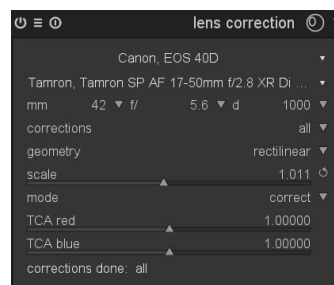 lens correction
Canon, EOS 40D
Tamron, Tamron SP AF 17-50mm f/2.8 XR Di ...
mm 42 f/ 5.6 d 1000
corrections all
geometry rectilinear
scale 1.011
mode correct
TCA red 1.00000
TCA blue 1.00000
corrections done: all